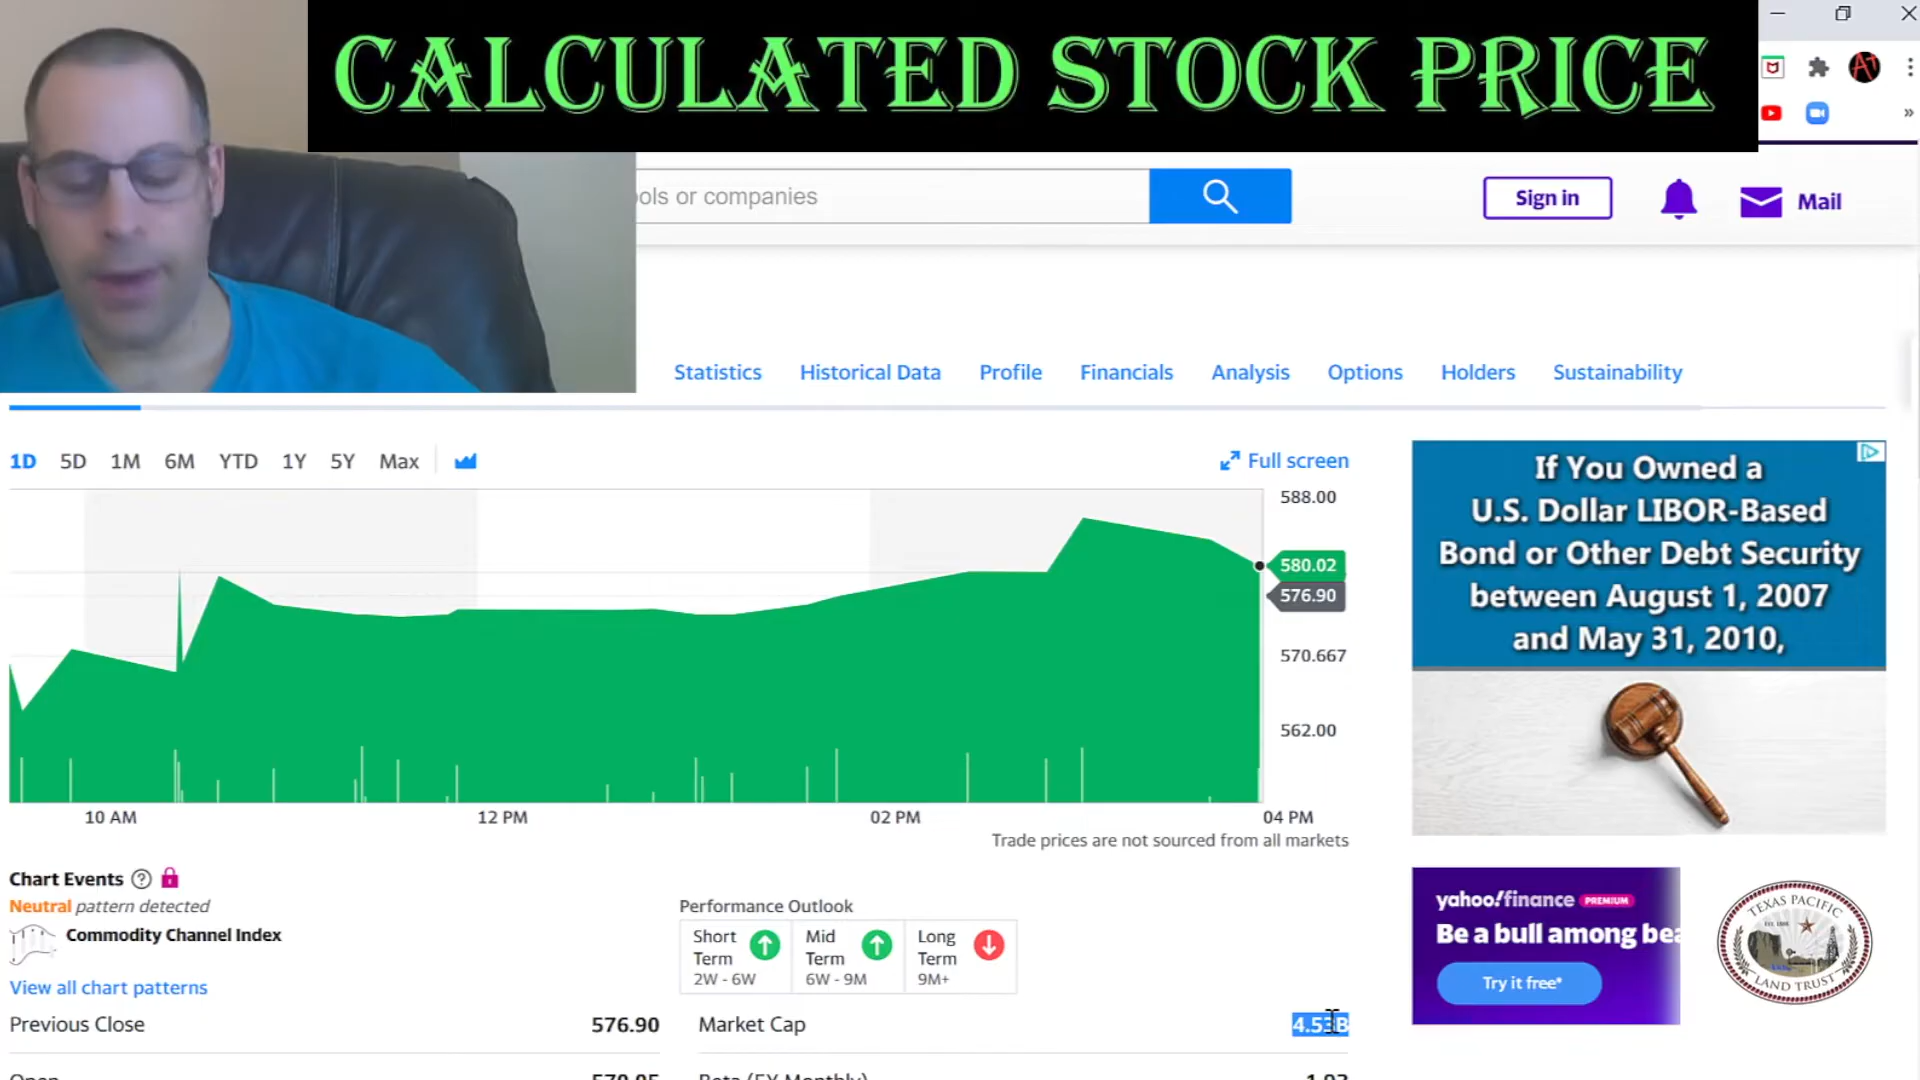 CALCULATED STOCK PRICE
ols or companies
Sign in
Mail
Statistics Historical Data Profile Financials Analysis Options Holders Sustainability
1D 5D 1M 6M YTD 1Y 5Y Max
Full screen
588.00
580.02
576.90
570.667
562.00
10 AM 12 PM 02 PM 04 PM
Trade prices are not sourced from all markets
If You Owned a
U.S. Dollar LIBOR-Based
Bond or Other Debt Security
between August 1, 2007
and May 31, 2010,
Chart Events
Neutral pattern detected
Commodity Channel Index
View all chart patterns
Performance Outlook
Short
Term
2W - 6W
Mid
Term
6W - 9M
Long
Term
9M+
yahoo!finance PREMIUM
Be a bull among bea
Try it free*
TEXAS PACIFIC
LAND TRUST
Previous Close 576.90
Market Cap 4.53B